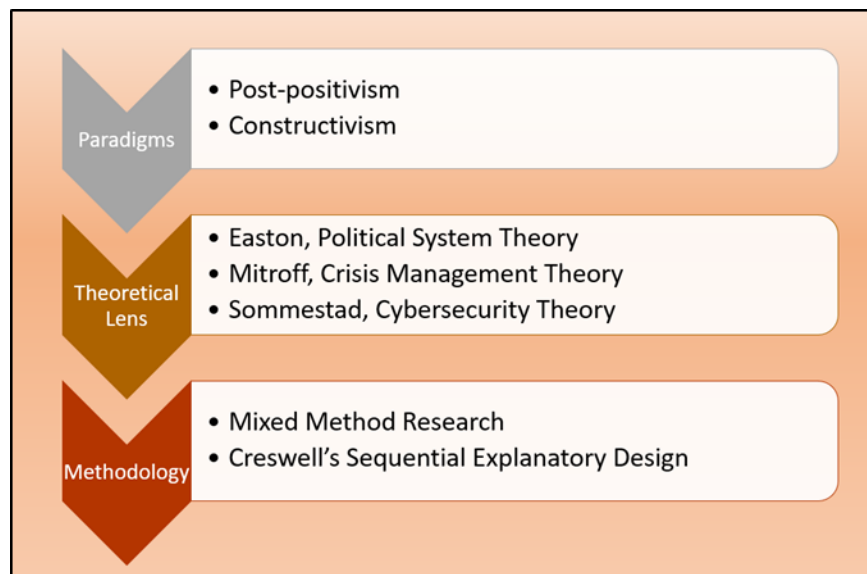 Paradigms
• Post-positivism
• Constructivism
Theoretical
Lens
• Easton, Political System Theory
• Mitroff, Crisis Management Theory
• Sommestad, Cybersecurity Theory
Methodology
• Mixed Method Research
• Creswell’s Sequential Explanatory Design